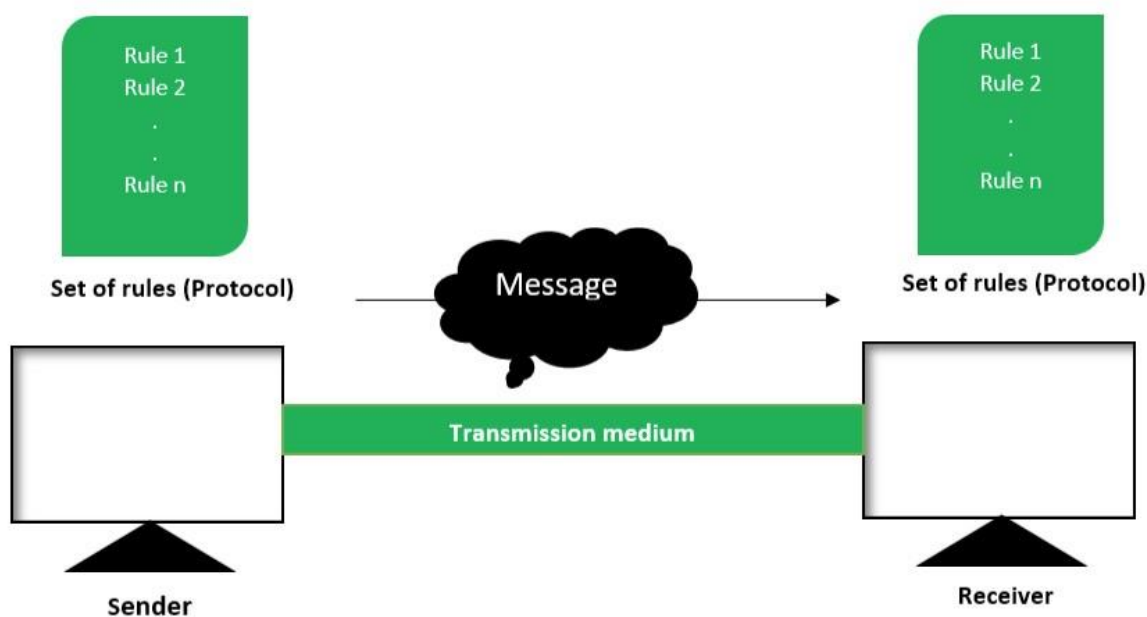 Rule 1
Rule 2
.
.
Rule n
Set of rules (Protocol)
Rule 1
Rule 2
.
.
Rule n
Set of rules (Protocol)
Message
Transmission medium
Sender
Receiver